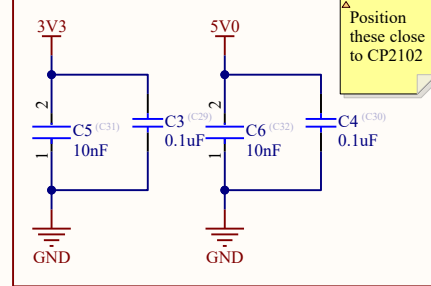 3V3
5V0
Position
these close
to CP2102
2
C5 (C31)
10nF
1
C3 (C29)
0.1uF
2
C6 (C32)
10nF
1
C4 (C30)
0.1uF
GND
GND